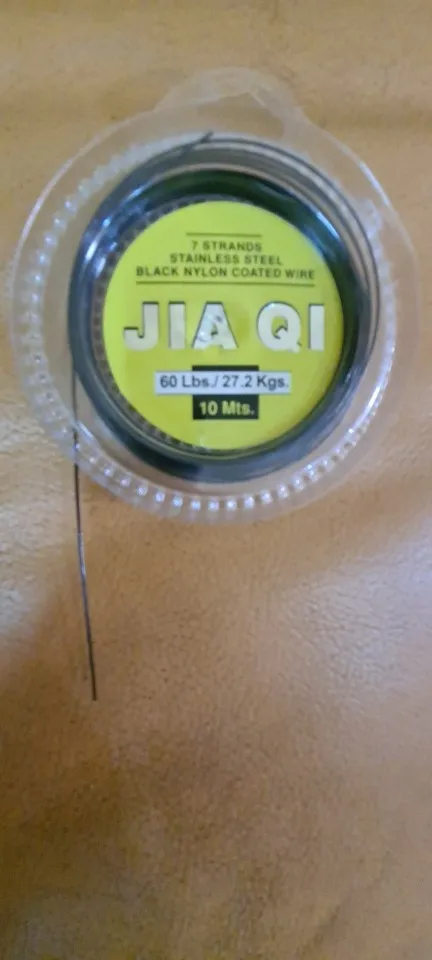 7 STRANDS
STAINLESS STEEL
BLACK NYLON COATED WIRE
JIA QI
60 Lbs./ 27.2 Kgs.
10 Mts.